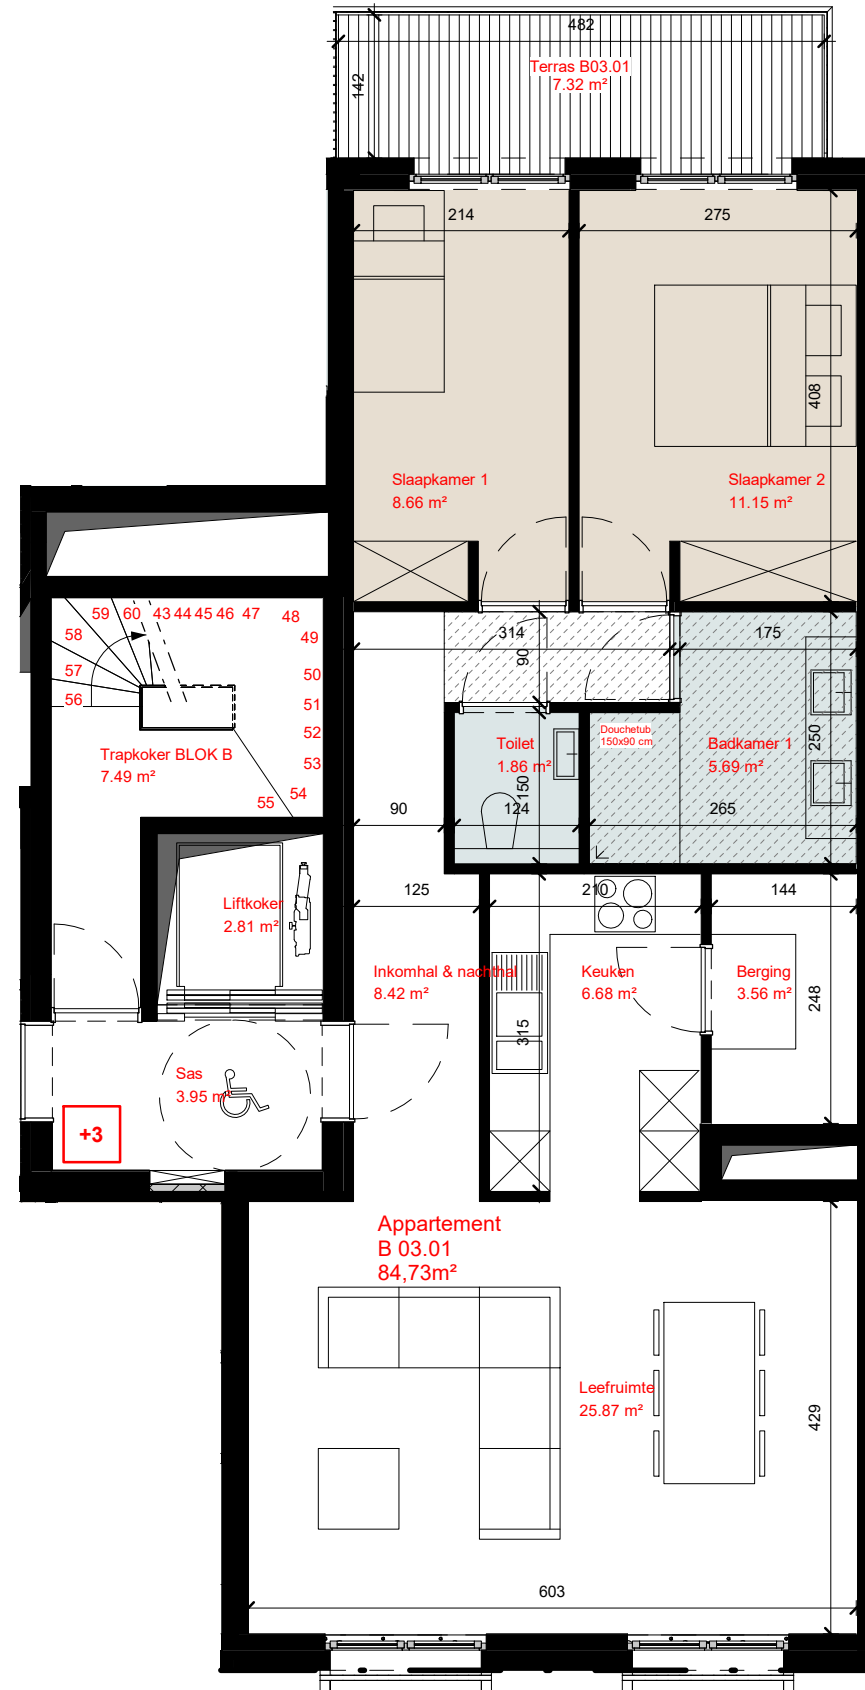 482
Terras B03.01
7.32 m²
142
214
275
408
Slaapkamer 1
8.66 m²
Slaapkamer 2
11.15 m²
59
60
43
44
45
46
47
48
58
49
57
50
56
51
52
53
54
55
Trapkoker BLOK B
7.49 m²
314
90
175
Toilet
1.86 m²
Douchetub
150x90 cm
Badkamer 1
5.69 m²
250
150
90
124
265
125
210
144
Liftkoker
2.81 m²
Inkomhal & nachthal
8.42 m²
Keuken
6.68 m²
Berging
3.56 m²
248
315
Sas
3.95 m²
+3
Appartement
B 03.01
84,73m²
Leefruimte
25.87 m²
429
603